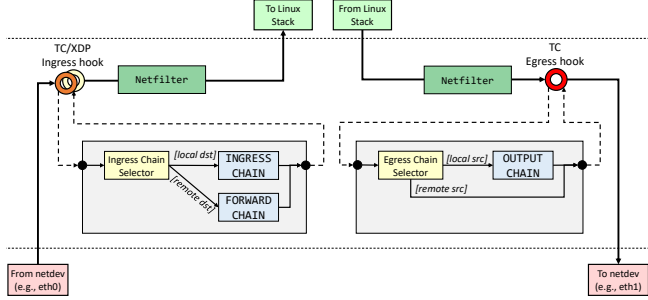 To Linux
Stack
From Linux
Stack
TC/XDP
Ingress hook
Netfilter
Netfilter
TC
Egress hook
Ingress Chain
Selector
[local dst]
[remote dst]
INGRESS
CHAIN
FORWARD
CHAIN
Egress Chain
Selector
[local src]
[remote src]
OUTPUT
CHAIN
From netdev
(e.g., eth0)
To netdev
(e.g., eth1)